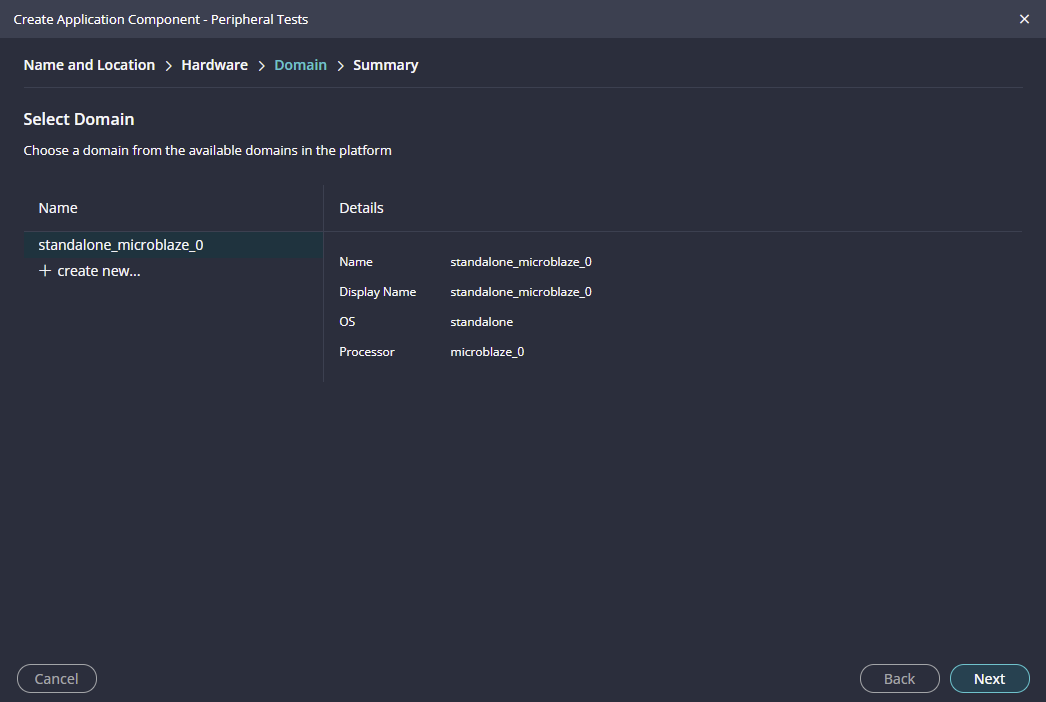 Create Application Component - Peripheral Tests
Name and Location > Hardware > Domain > Summary
Select Domain
Choose a domain from the available domains in the platform
Name
standalone_microblaze_0
+ create new...
Details
Name standalone_microblaze_0
Display Name standalone_microblaze_0
OS standalone
Processor microblaze_0
Cancel
Back
Next